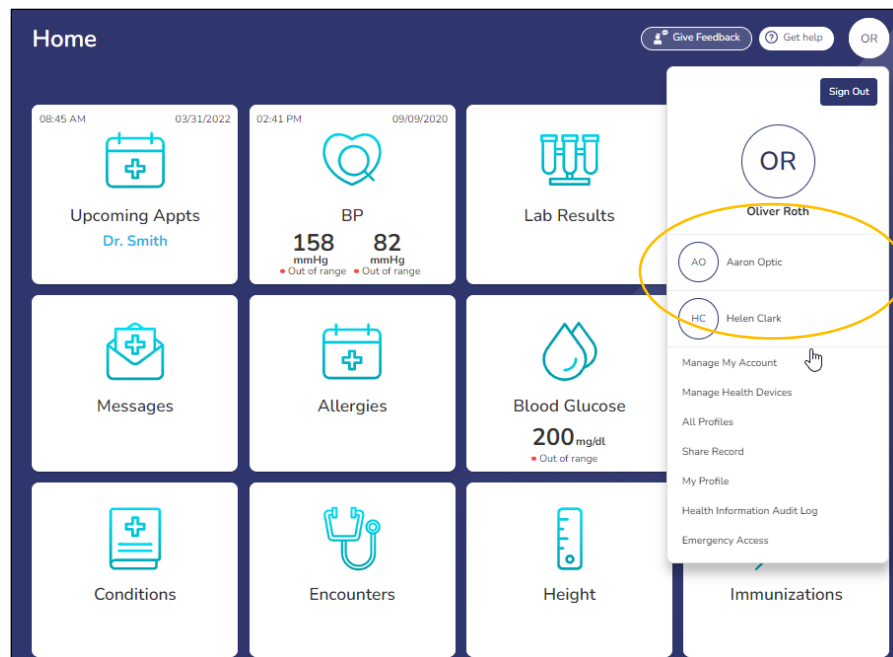 Home
Give Feedback
Get help
OR
Sign Out
OR
Oliver Roth
AO Aaron Optic
HC Helen Clark
Manage My Account
Manage Health Devices
All Profiles
Share Record
My Profile
Health Information Audit Log
Emergency Access
08:45 AM 03/31/2022
Upcoming Appts
Dr. Smith
02:41 PM 09/09/2020
BP
158 82
mmHg mmHg
Out of range Out of range
Lab Results
Messages
Allergies
Blood Glucose
200 mg/dl
Out of range
Conditions
Encounters
Height
Immunizations